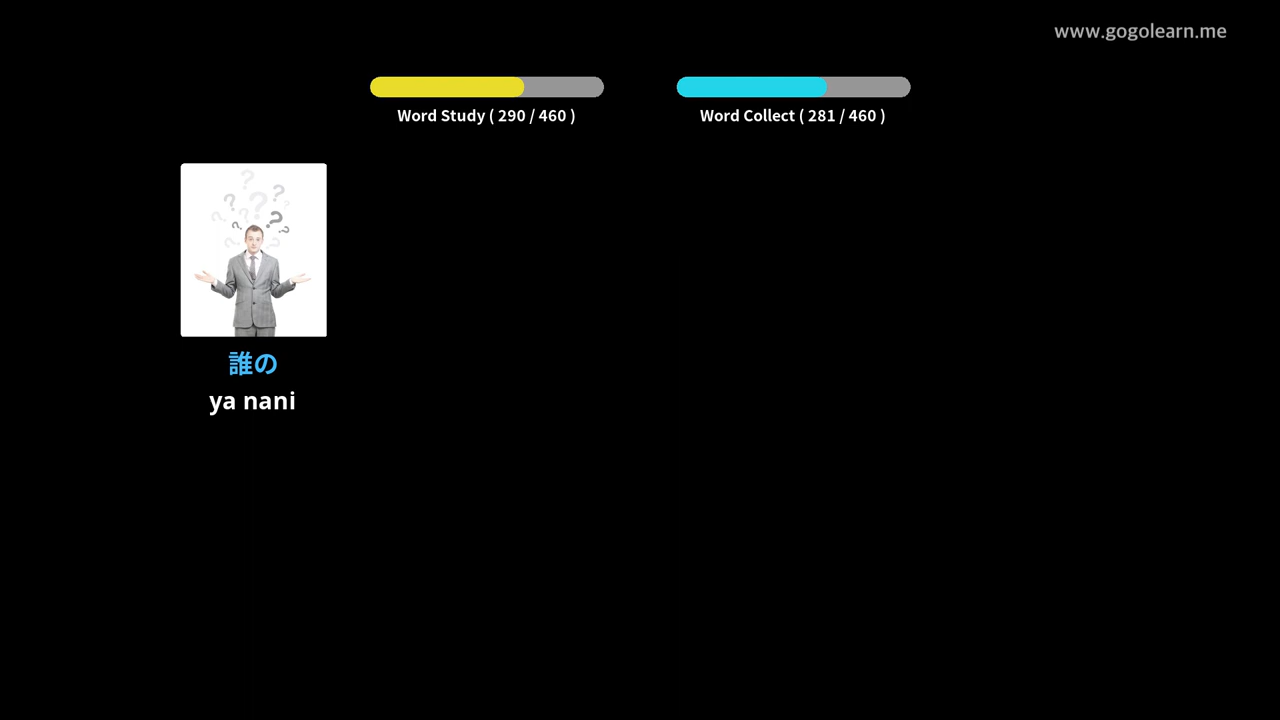 www.gogolearn.me
Word Study ( 290 / 460 )
Word Collect ( 281 / 460 )
誰の
ya nani